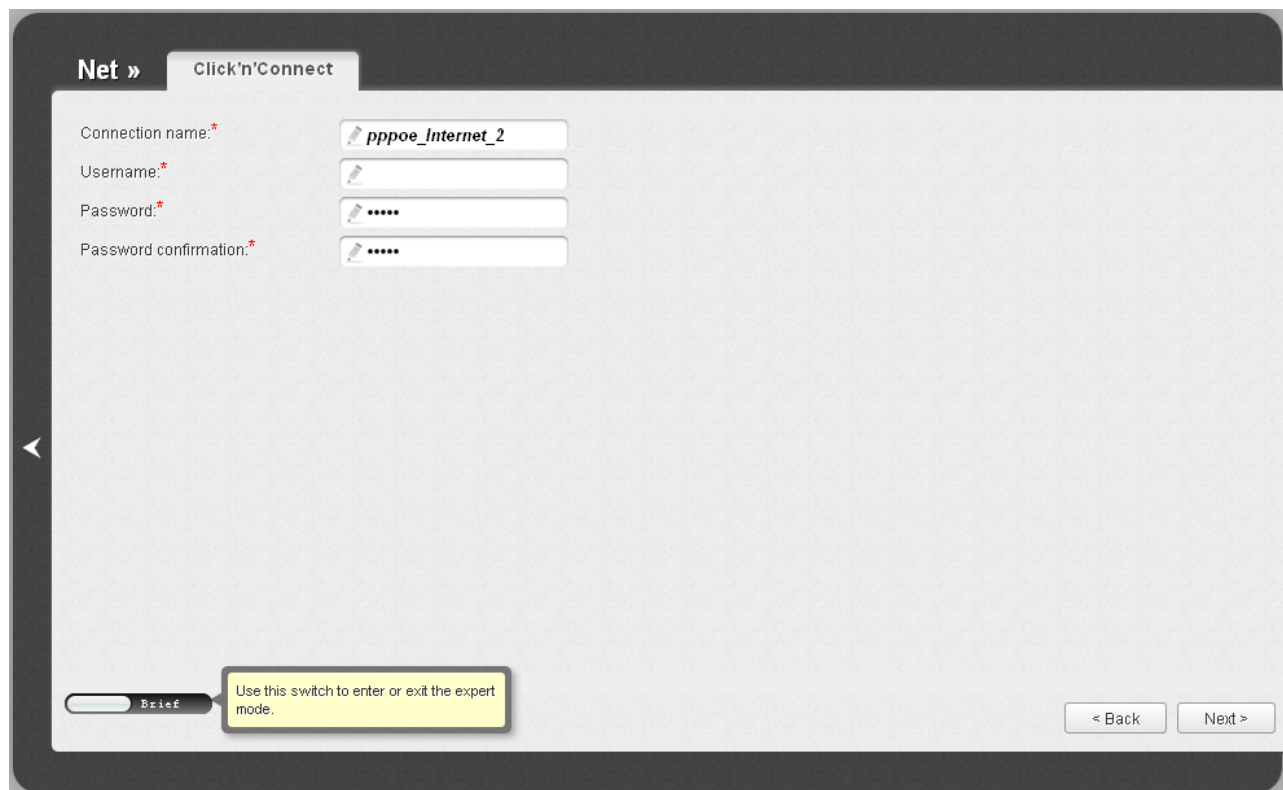 Net »
Click'n'Connect
Connection name:*
pppoe_Internet_2
Username:*
Password:*
•••••
Password confirmation:*
•••••
Brief
Use this switch to enter or exit the expert
mode.
< Back
Next >